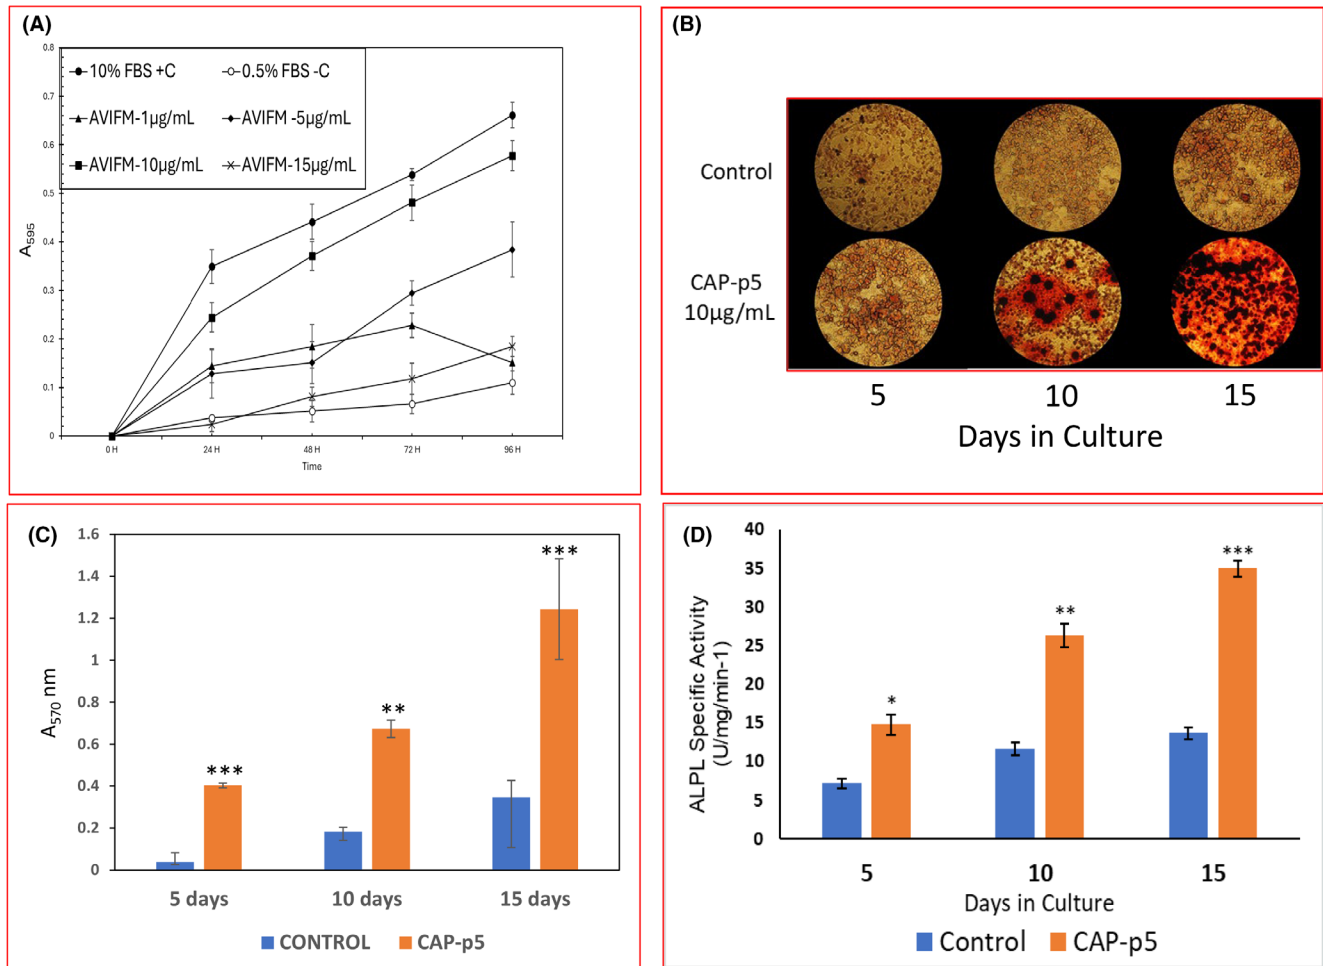 (A)
0.8
0.7
0.6
0.5
0.4
0.3
0.2
0.1
0
A595
10% FBS +C
0.5% FBS -C
AVIFM-1µg/mL
AVIFM -5µg/mL
AVIFM-10µg/mL
AVIFM-15µg/mL
0 H
24 H
48 H
72 H
96 H
Time
(B)
Control
CAP-p5
10µg/mL
5
10
15
Days in Culture
(C)
1.6
1.4
1.2
1
0.8
0.6
0.4
0.2
0
A570 nm
***
**
***
5 days
10 days
15 days
CONTROL
CAP-p5
(D)
40
35
30
25
20
15
10
5
0
ALPL Specific Activity
(U/mg/min-1)
*
**
***
5
10
15
Days in Culture
Control
CAP-p5